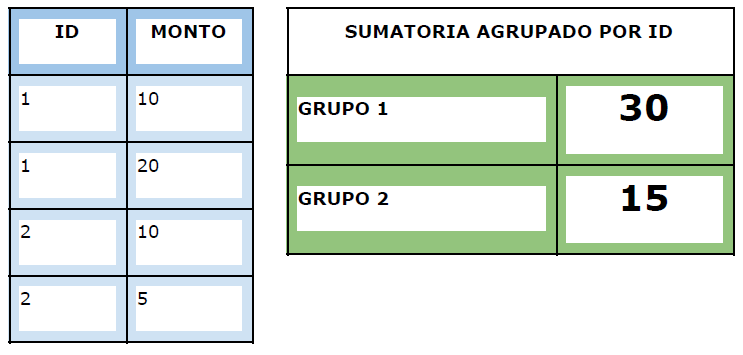 ID MONTO
1 10
1 20
2 10
2 5
SUMATORIA AGRUPADO POR ID
GRUPO 1 30
GRUPO 2 15